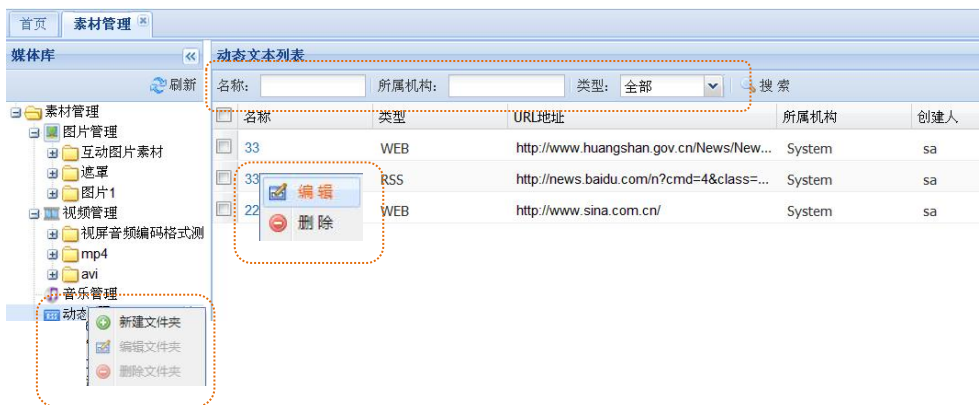 首页 素材管理
媒体库 动态文本列表
刷新 名称: 所属机构: 类型: 全部 搜 索
素材管理 名称 类型 URL地址 所属机构 创建人
图片管理
互动图片素材 33 WEB http://www.huangshan.gov.cn/News/New... System sa
遮罩
图片1 33 RSS http://news.baidu.com/n?cmd=4&class=... System sa
编 辑
视频管理 22 WEB http://www.sina.com.cn/ System sa
删 除
视屏音频编码格式测
mp4
avi
音乐管理
动态
新建文件夹
编辑文件夹
删除文件夹